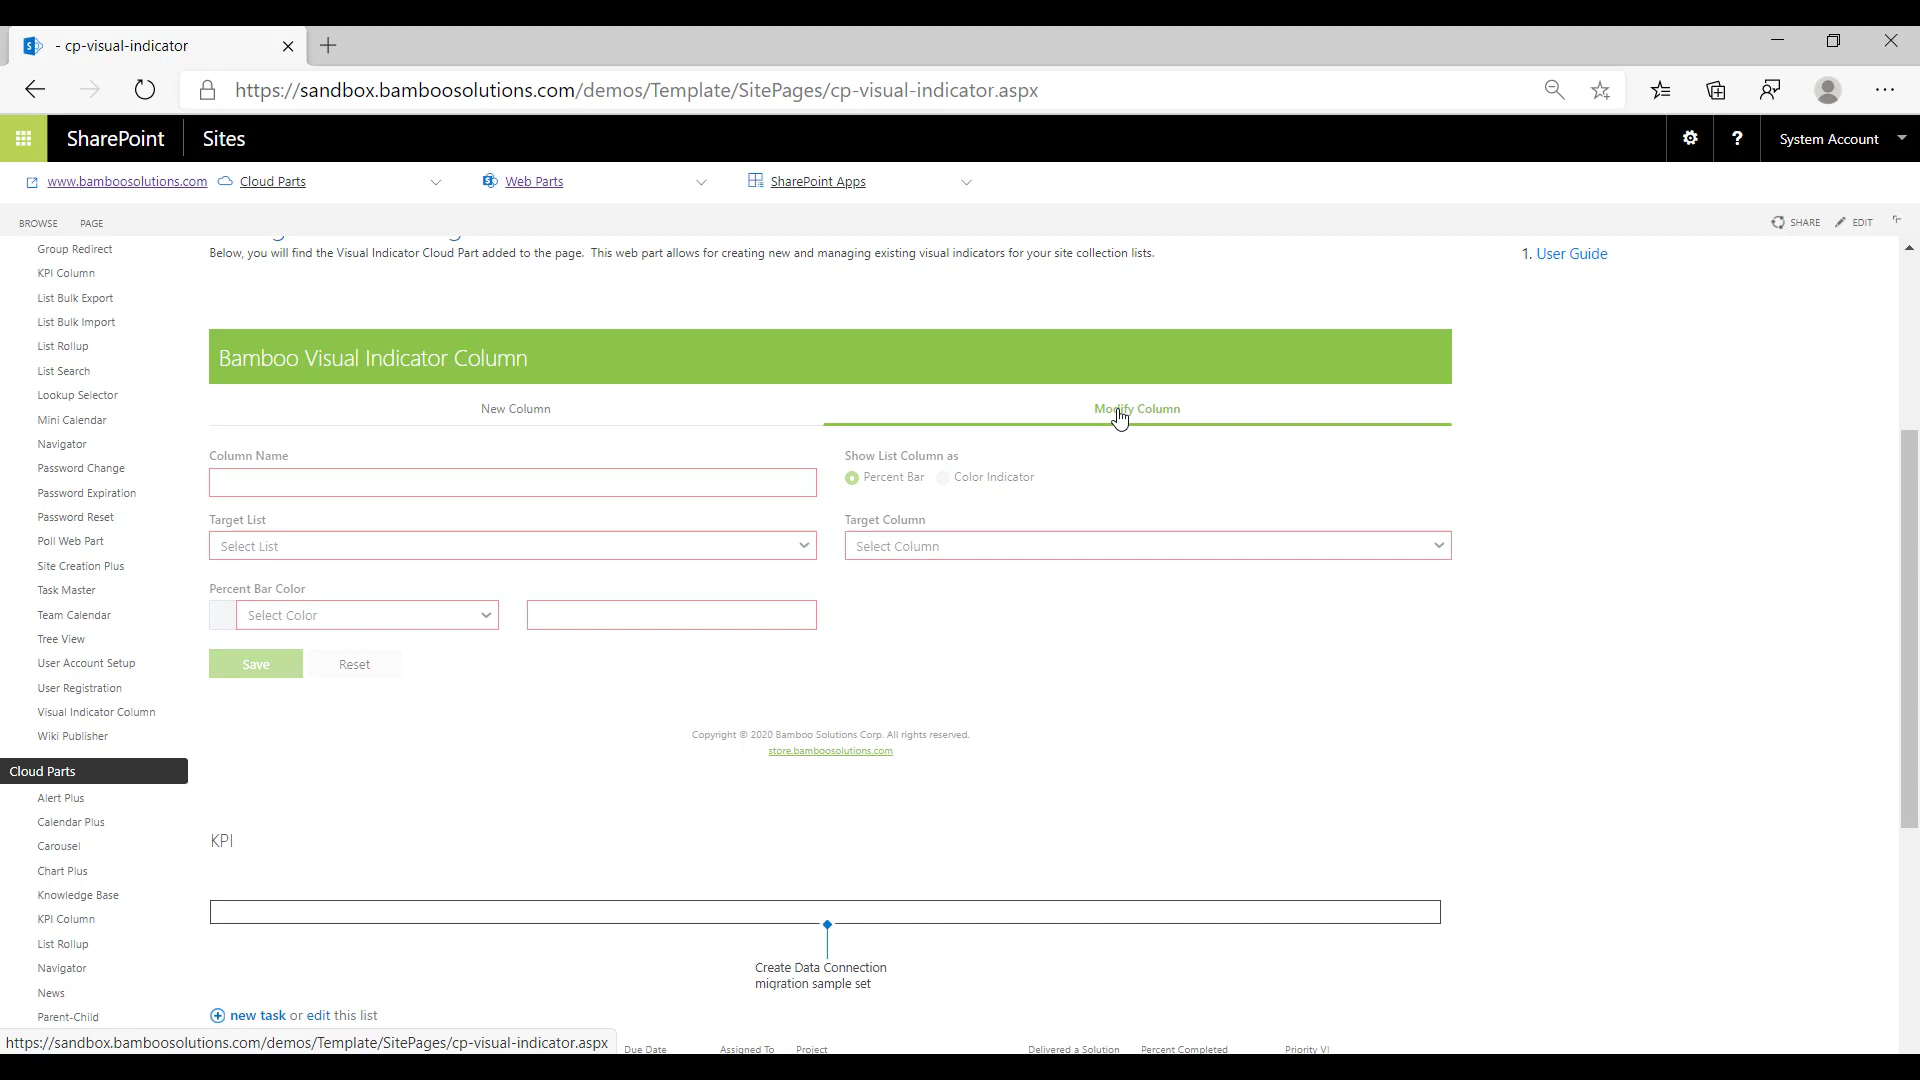 - cp-visual-indicator
https://sandbox.bamboosolutions.com/demos/Template/SitePages/cp-visual-indicator.aspx
SharePoint Sites ? System Account
www.bamboosolutions.com Cloud Parts Web Parts SharePoint Apps
BROWSE PAGE SHARE EDIT
Group Redirect
KPI Column
List Bulk Export
List Bulk Import
List Rollup
List Search
Lookup Selector
Mini Calendar
Navigator
Password Change
Password Expiration
Password Reset
Poll Web Part
Site Creation Plus
Task Master
Team Calendar
Tree View
User Account Setup
User Registration
Visual Indicator Column
Wiki Publisher
Cloud Parts
Alert Plus
Calendar Plus
Carousel
Chart Plus
Knowledge Base
KPI Column
List Rollup
Navigator
News
Parent-Child
Below, you will find the Visual Indicator Cloud Part added to the page. This web part allows for creating new and managing existing visual indicators for your site collection lists.
1. User Guide
Bamboo Visual Indicator Column
New Column Modify Column
Column Name Show List Column as
Percent Bar Color Indicator
Target List Target Column
Select List Select Column
Percent Bar Color
Select Color
Save Reset
Copyright © 2020 Bamboo Solutions Corp. All rights reserved.
store.bamboosolutions.com
KPI
Create Data Connection
migration sample set
new task or edit this list
Due Date Assigned To Project Delivered a Solution Percent Completed Priority VI
https://sandbox.bamboosolutions.com/demos/Template/SitePages/cp-visual-indicator.aspx